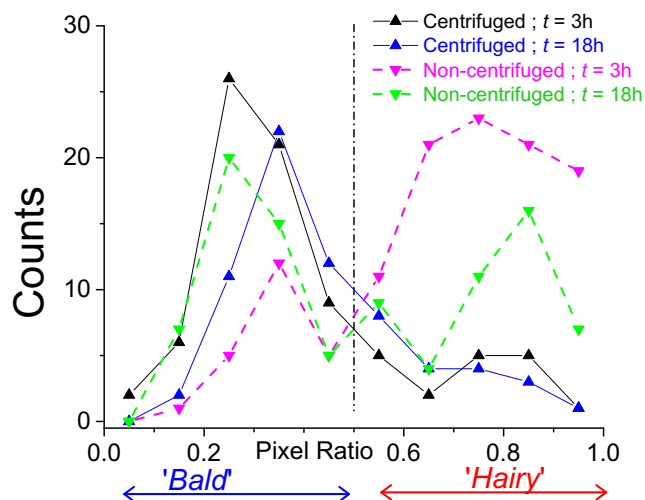 Centrifuged ; t = 3h
Centrifuged ; t = 18h
Non-centrifuged ; t = 3h
Non-centrifuged ; t = 18h
30
20
10
0
Counts
0.0 0.2 Pixel Ratio 0.6 0.8 1.0
'Bald' 'Hairy'